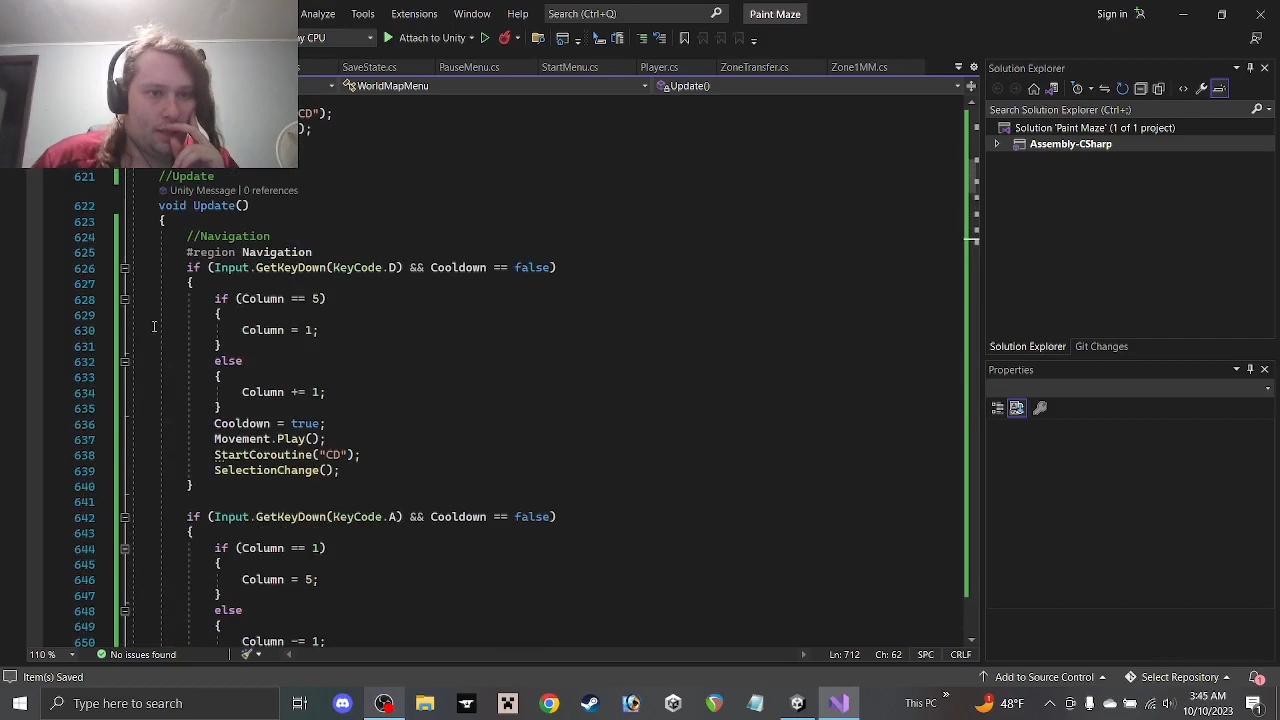 Analyze Tools Extensions Window Help Search (Ctrl+Q) Paint Maze Sign in
CPU Attach to Unity
SaveState.cs PauseMenu.cs StartMenu.cs Player.cs ZoneTransfer.cs Zone1MM.cs
WorldMapMenu Update()
CD");
);
621 //Update
Unity Message | 0 references
622 void Update()
623 {
624 //Navigation
625 #region Navigation
626 if (Input.GetKeyDown(KeyCode.D) && Cooldown == false)
627 {
628 if (Column == 5)
629 {
630 Column = 1;
631 }
632 else
633 {
634 Column += 1;
635 }
636 Cooldown = true;
637 Movement.Play();
638 StartCoroutine("CD");
639 SelectionChange();
640 }
641
642 if (Input.GetKeyDown(KeyCode.A) && Cooldown == false)
643 {
644 if (Column == 1)
645 {
646 Column = 5;
647 }
648 else
649 {
650 Column -= 1;
110 % No issues found Ln: 712 Ch: 62 SPC CRLF
Solution Explorer
Search Solution Explorer (Ctrl+;)
Solution 'Paint Maze' (1 of 1 project)
Assembly-CSharp
Solution Explorer Git Changes
Properties
Item(s) Saved Add to Source Control Select Repository 1
Type here to search This PC » 48°F 3:45 AM
10/10/2023